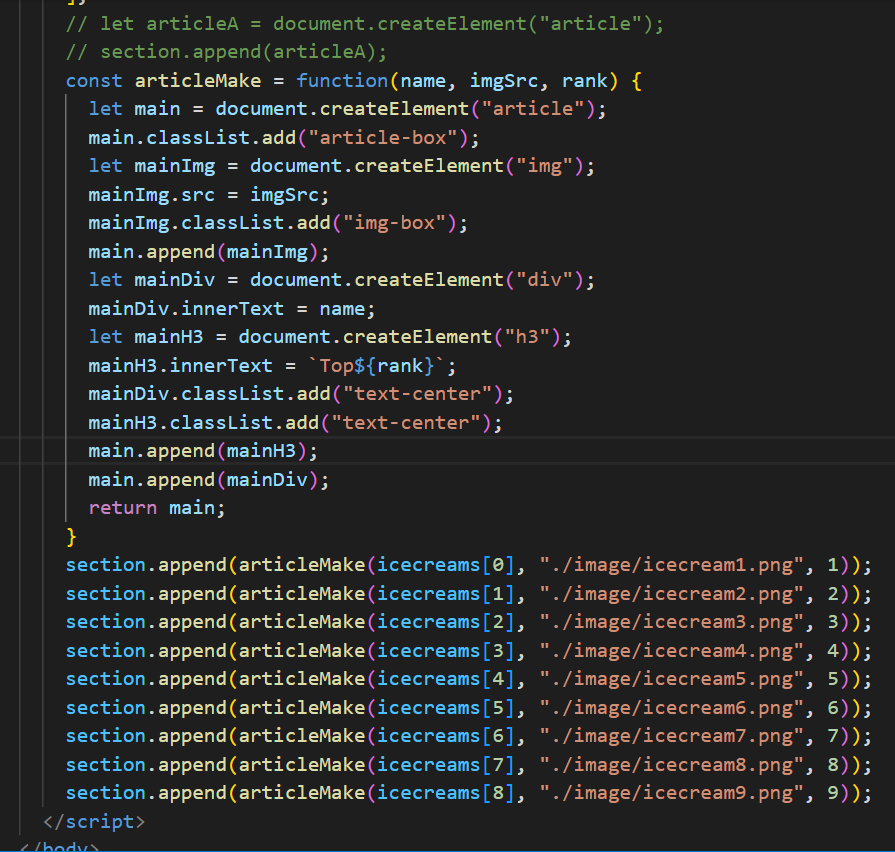 ];
// let articleA = document.createElement("article");
// section.append(articleA);
const articleMake = function(name, imgSrc, rank) {
let main = document.createElement("article");
main.classList.add("article-box");
let mainImg = document.createElement("img");
mainImg.src = imgSrc;
mainImg.classList.add("img-box");
main.append(mainImg);
let mainDiv = document.createElement("div");
mainDiv.innerText = name;
let mainH3 = document.createElement("h3");
mainH3.innerText = `Top${rank}`;
mainDiv.classList.add("text-center");
mainH3.classList.add("text-center");
main.append(mainH3);
main.append(mainDiv);
return main;
}
section.append(articleMake(icecreams[0], "./image/icecream1.png", 1));
section.append(articleMake(icecreams[1], "./image/icecream2.png", 2));
section.append(articleMake(icecreams[2], "./image/icecream3.png", 3));
section.append(articleMake(icecreams[3], "./image/icecream4.png", 4));
section.append(articleMake(icecreams[4], "./image/icecream5.png", 5));
section.append(articleMake(icecreams[5], "./image/icecream6.png", 6));
section.append(articleMake(icecreams[6], "./image/icecream7.png", 7));
section.append(articleMake(icecreams[7], "./image/icecream8.png", 8));
section.append(articleMake(icecreams[8], "./image/icecream9.png", 9));
</script>
</body>